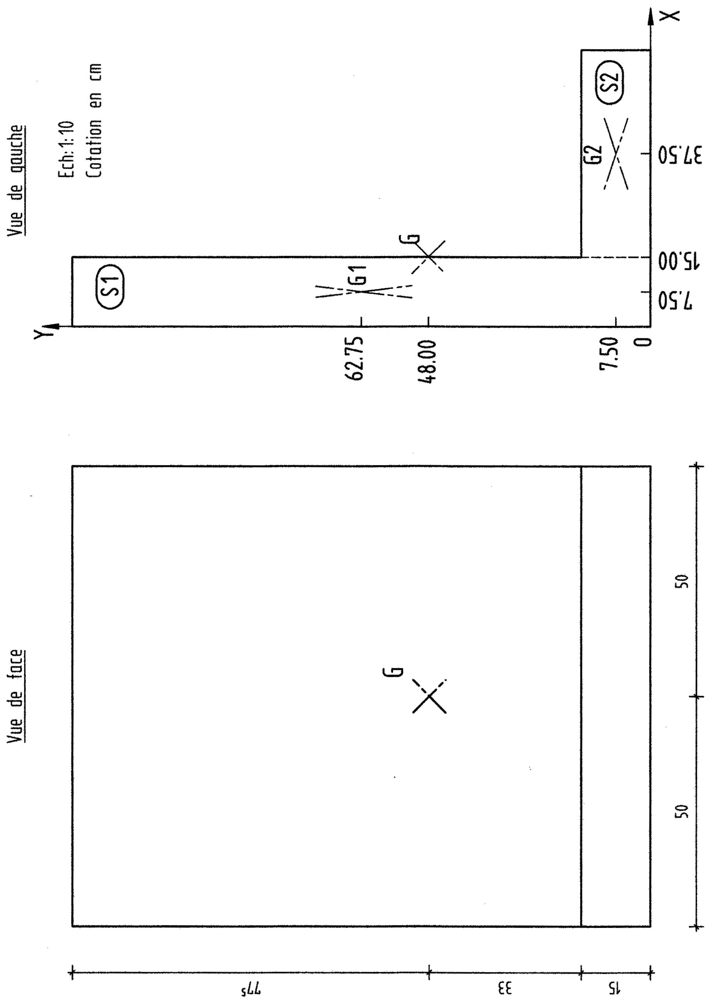 Vue de face
G
50
50
77⁵
33
15
Vue de gauche
Ech:1:10
Cotation en cm
Y
S1
G1
G
62.75
48.00
7.50
0
G2
S2
7.50
15.00
37.50
X